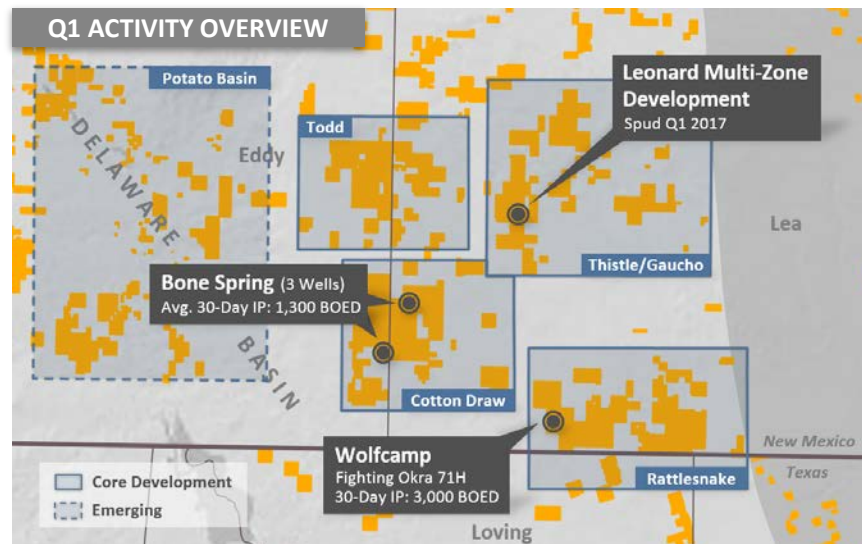 Q1 ACTIVITY OVERVIEW
Potato Basin
DELAWARE
BASIN
Eddy
Todd
Leonard Multi-Zone
Development
Spud Q1 2017
Lea
Thistle/Gaucho
Bone Spring (3 Wells)
Avg. 30-Day IP: 1,300 BOED
Cotton Draw
Wolfcamp
Fighting Okra 71H
30-Day IP: 3,000 BOED
Rattlesnake
New Mexico
Texas
Core Development
Emerging
Loving